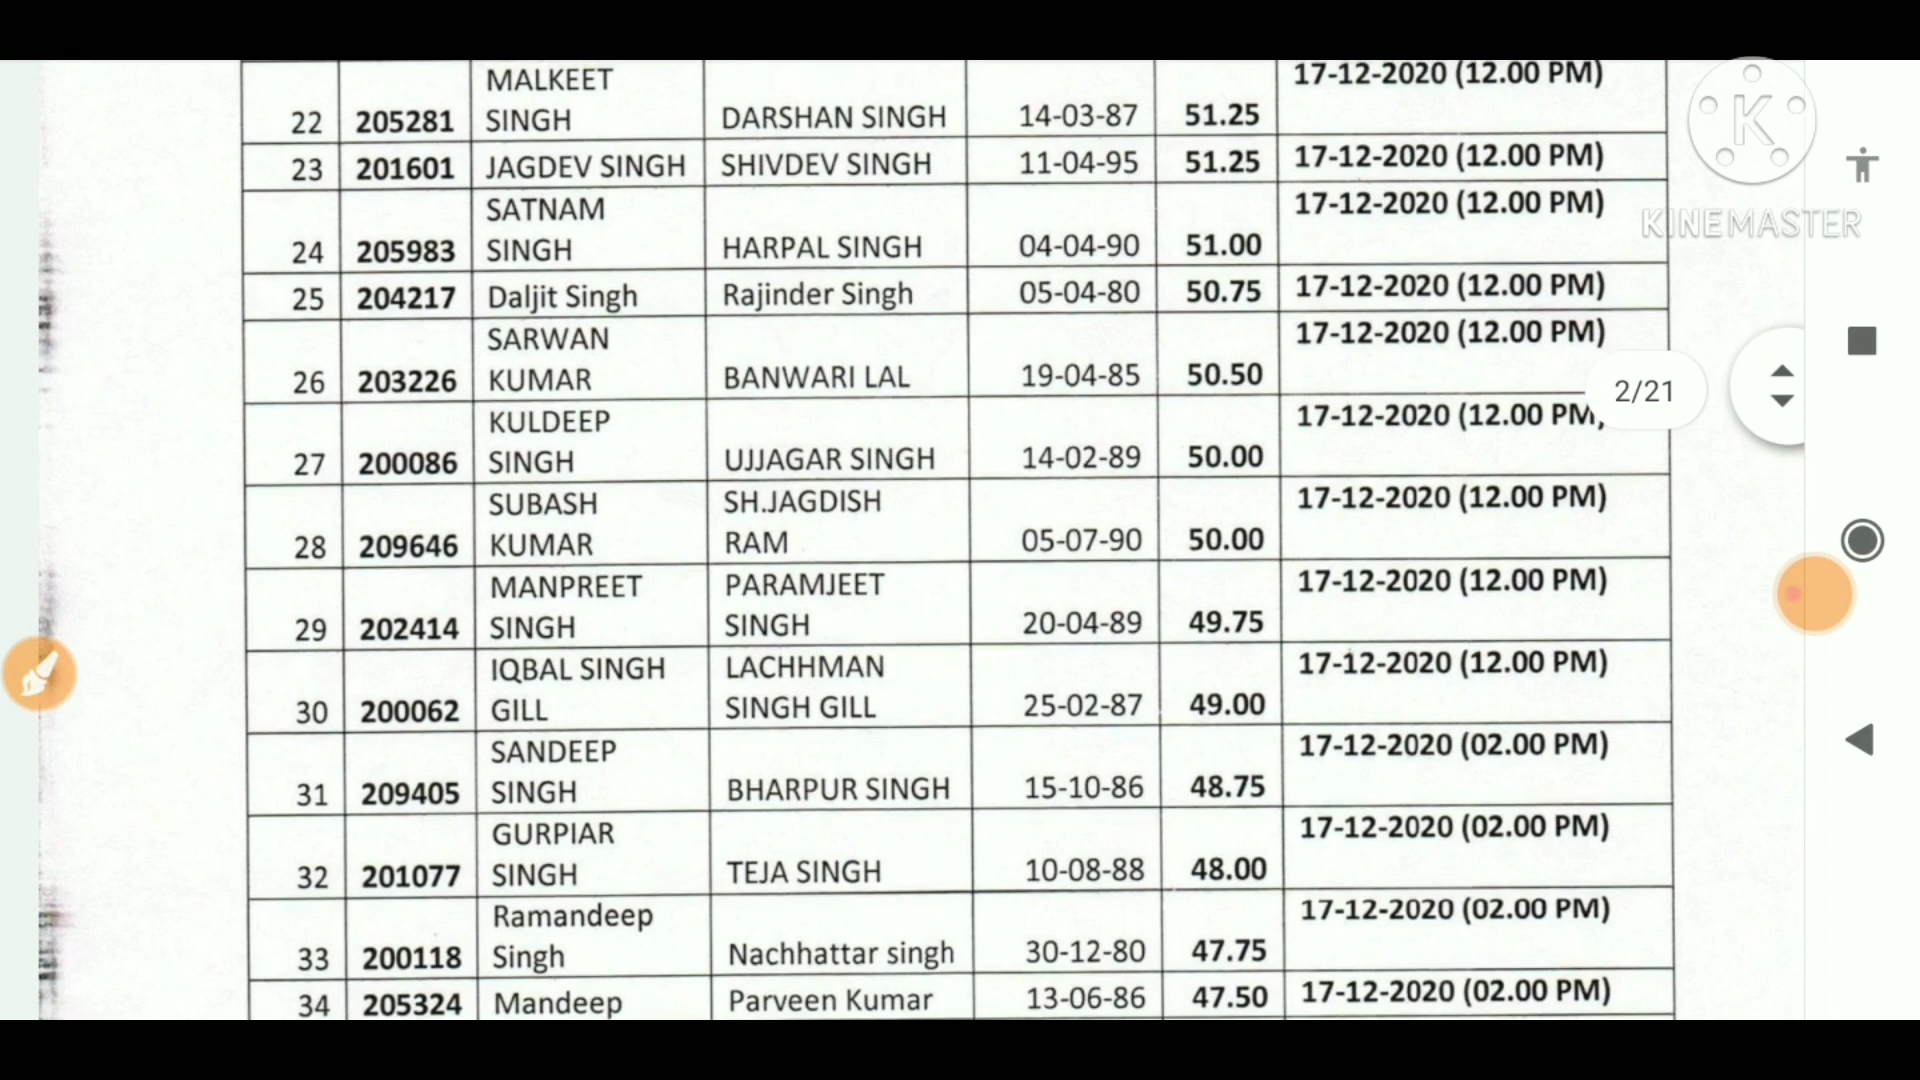 MALKEET 17-12-2020 (12.00 PM)
22 205281 SINGH DARSHAN SINGH 14-03-87 51.25
23 201601 JAGDEV SINGH SHIVDEV SINGH 11-04-95 51.25 17-12-2020 (12.00 PM)
SATNAM 17-12-2020 (12.00 PM)
24 205983 SINGH HARPAL SINGH 04-04-90 51.00
25 204217 Daljit Singh Rajinder Singh 05-04-80 50.75 17-12-2020 (12.00 PM)
SARWAN 17-12-2020 (12.00 PM)
26 203226 KUMAR BANWARI LAL 19-04-85 50.50
KULDEEP 17-12-2020 (12.00 PM)
27 200086 SINGH UJJAGAR SINGH 14-02-89 50.00
SUBASH SH.JAGDISH 17-12-2020 (12.00 PM)
28 209646 KUMAR RAM 05-07-90 50.00
MANPREET PARAMJEET 17-12-2020 (12.00 PM)
29 202414 SINGH SINGH 20-04-89 49.75
IQBAL SINGH LACHHMAN 17-12-2020 (12.00 PM)
30 200062 GILL SINGH GILL 25-02-87 49.00
SANDEEP 17-12-2020 (02.00 PM)
31 209405 SINGH BHARPUR SINGH 15-10-86 48.75
GURPIAR 17-12-2020 (02.00 PM)
32 201077 SINGH TEJA SINGH 10-08-88 48.00
Ramandeep 17-12-2020 (02.00 PM)
33 200118 Singh Nachhattar singh 30-12-80 47.75
34 205324 Mandeep Parveen Kumar 13-06-86 47.50 17-12-2020 (02.00 PM)
K
KINEMASTER
2/21